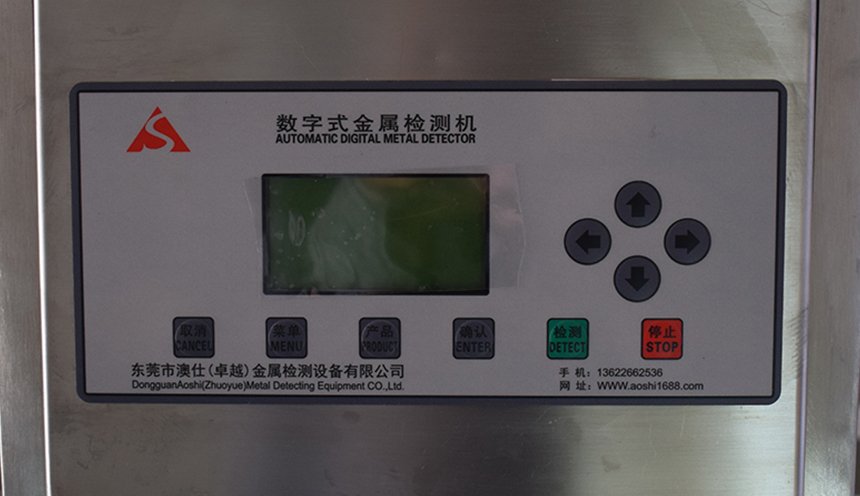 数字式金属检测机
AUTOMATIC DIGITAL METAL DETECTOR
取消
CANCEL
菜单
MENU
产品
PRODUCT
确认
ENTER
检测
DETECT
停止
STOP
东莞市澳仕(卓越)金属检测设备有限公司
DongguanAoshi(Zhuoyue)Metal Detecting Equipment CO.,Ltd.
手 机：13622662536
网 址：WWW.aoshi1688.com